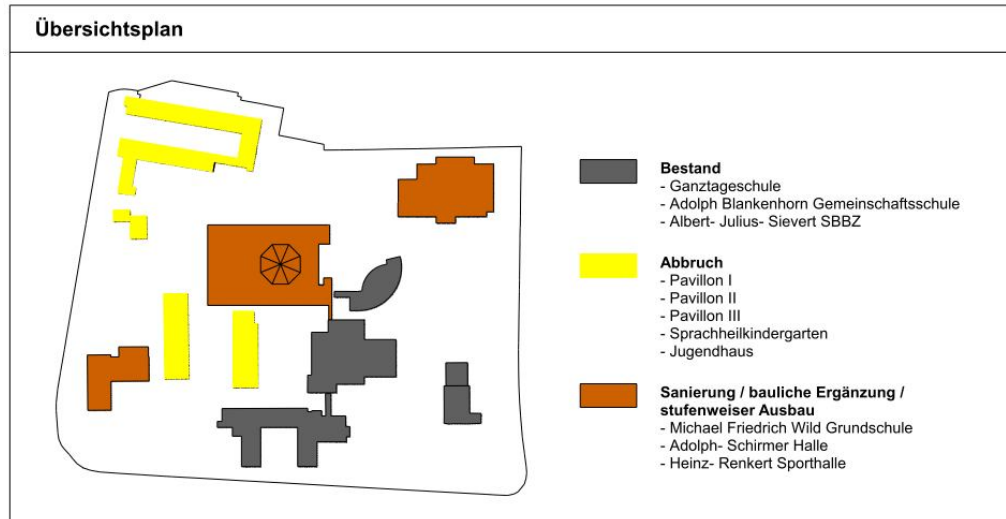 Übersichtsplan
Bestand
- Ganztageschule
- Adolph Blankenhorn Gemeinschaftsschule
- Albert- Julius- Sievert SBBZ
Abbruch
- Pavillon I
- Pavillon II
- Pavillon III
- Sprachheilkindergarten
- Jugendhaus
Sanierung / bauliche Ergänzung /
stufenweiser Ausbau
- Michael Friedrich Wild Grundschule
- Adolph- Schirmer Halle
- Heinz- Renkert Sporthalle